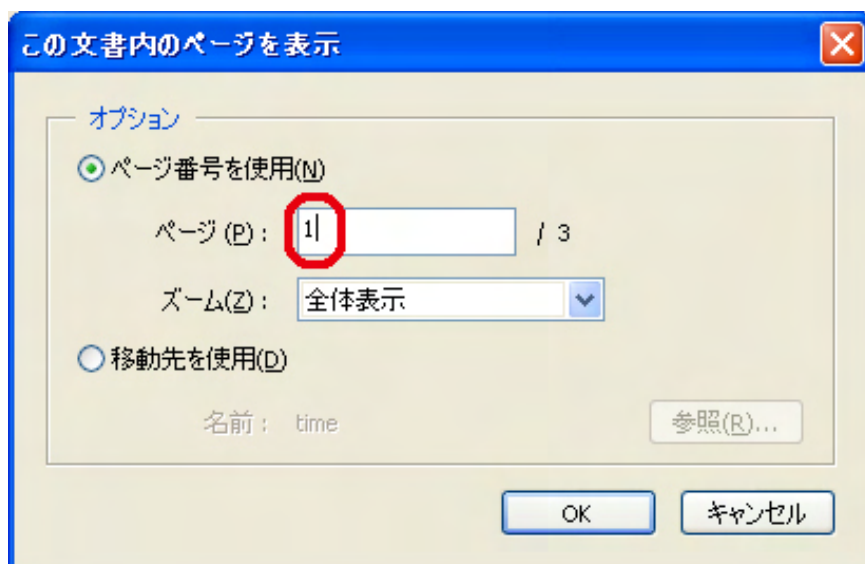 この文書内のページを表示
オプション
ページ番号を使用(N)
ページ(P): 1 / 3
ズーム(Z): 全体表示
移動先を使用(D)
名前: time 参照(R)...
OK キャンセル